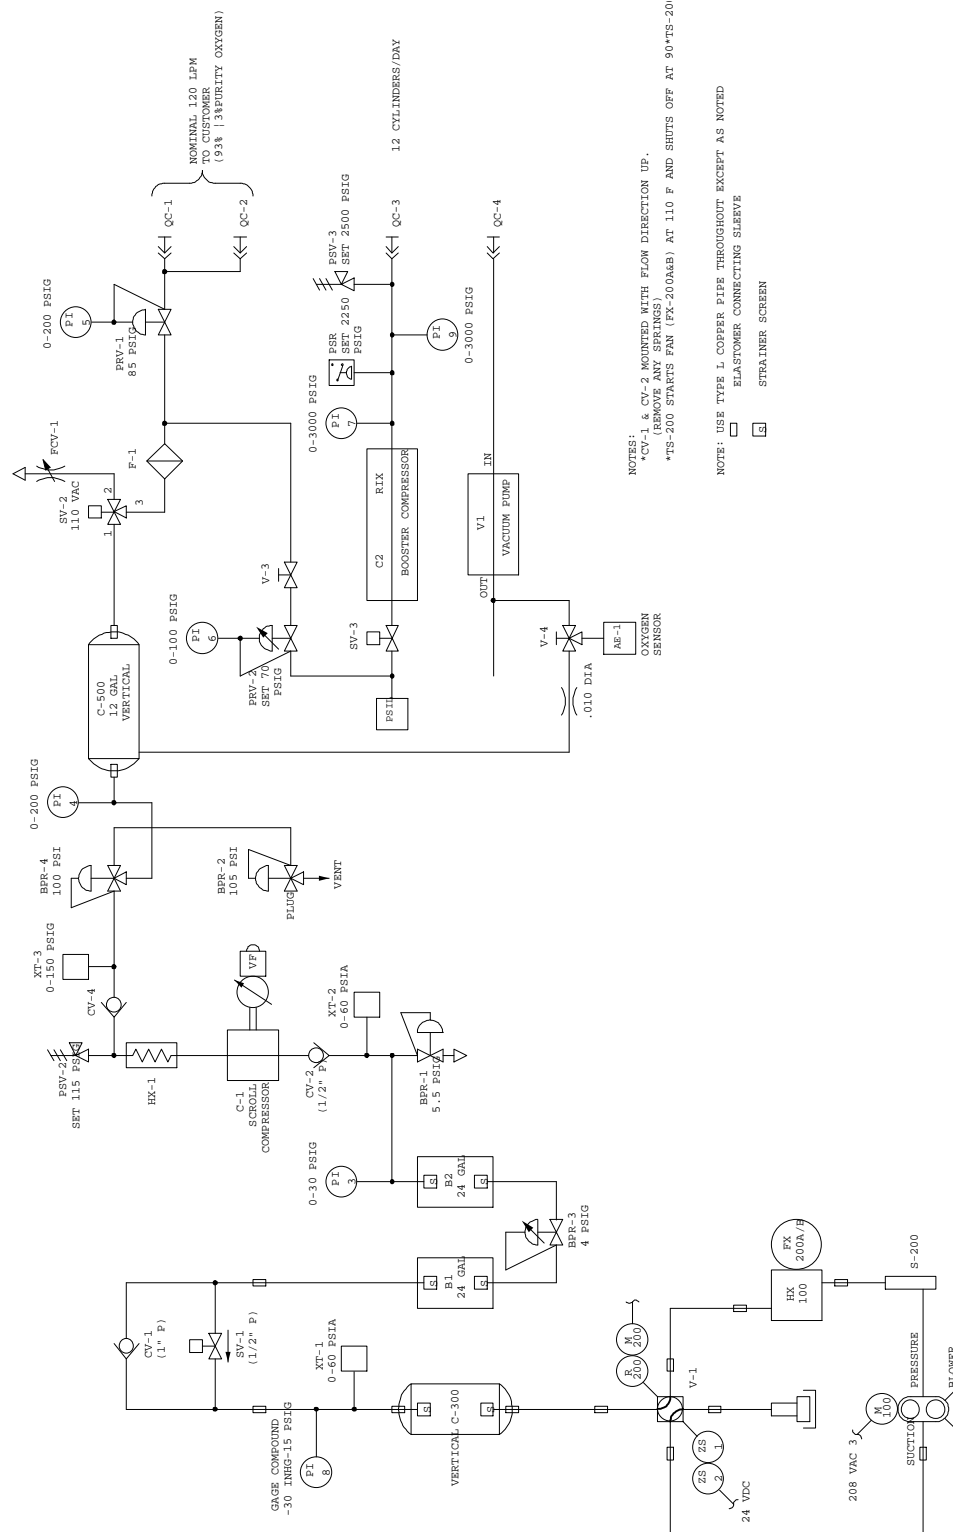 NOMINAL 120 LPM
TO CUSTOMER
(93% |3%PURITY OXYGEN)
QC-1
QC-2
12 CYLINDERS/DAY
QC-3
QC-4
PSV-3
SET 2500 PSIG
PSR
SET 2250
PSIG
0-3000 PSIG
PI
7
PI
9
0-3000 PSIG
0-200 PSIG
PI
5
PRV-1
85 PSIG
FCV-1
F-1
SV-2
110 VAC
1
2
3
V-3
0-100 PSIG
PI
6
PRV-2
SET 70
PSIG
SV-3
PSIL
C2
RIX
BOOSTER COMPRESSOR
IN
V1
VACUUM PUMP
OUT
V-4
AE-1
OXYGEN
SENSOR
.010 DIA
C-500
12 GAL
VERTICAL
0-200 PSIG
PI
4
BPR-4
100 PSI
BPR-2
105 PSI
PLUG
VENT
XT-3
0-150 PSIG
CV-4
PSV-2
SET 115 PSIG
HX-1
VF
C-1
SCROLL
COMPRESSOR
CV-2
(1/2" P)
XT-2
0-60 PSIA
BPR-1
5.5 PSIG
0-30 PSIG
PI
3
S
B2
24 GAL
S
BPR-3
4 PSIG
S
B1
24 GAL
S
CV-1
(1" P)
SV-1
(1/2" P)
XT-1
0-60 PSIA
GAGE COMPOUND
-30 INHG-15 PSIG
PI
8
S
S
VERTICAL C-300
M
200
R
200
V-1
ZS
1
ZS
2
24 VDC
FX
200A/B
HX
100
S-200
PRESSURE
SUCTION
BLOWER
M
100
208 VAC 3
NOTES:
*CV-1 & CV-2 MOUNTED WITH FLOW DIRECTION UP.
(REMOVE ANY SPRINGS)
*TS-200 STARTS FAN (FX-200A&B) AT 110 F AND SHUTS OFF AT 90*TS-20
NOTE: USE TYPE L COPPER PIPE THROUGHOUT EXCEPT AS NOTED
ELASTOMER CONNECTING SLEEVE
S
STRAINER SCREEN